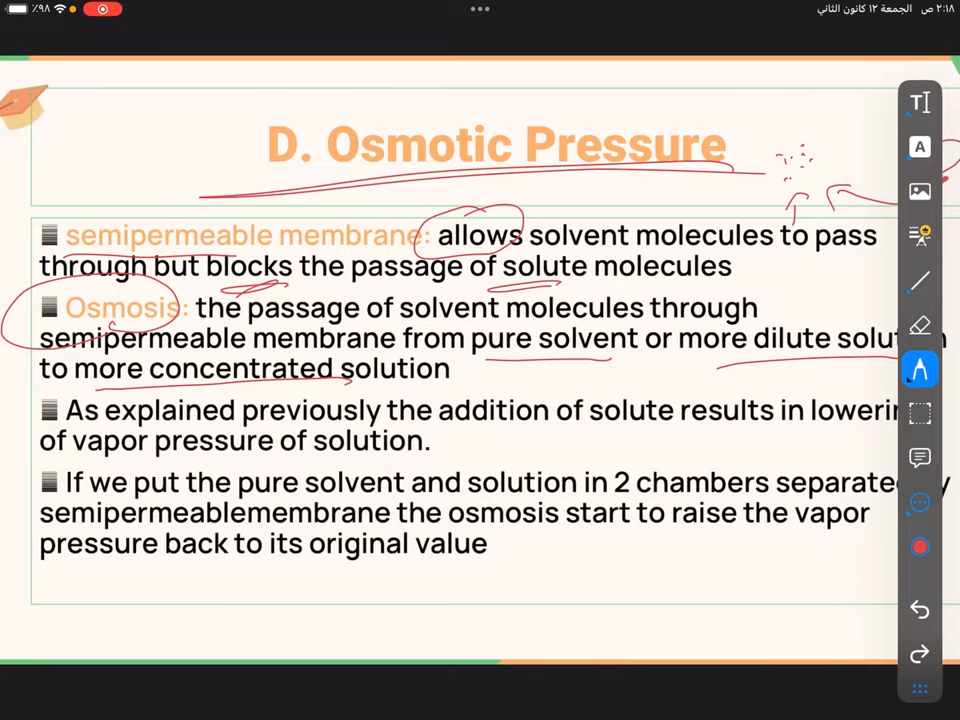 ٢:١٨ ص الجمعة ١٢ كانون الثاني
٪٩٨
D. Osmotic Pressure
semipermeable membrane: allows solvent molecules to pass
through but blocks the passage of solute molecules
Osmosis: the passage of solvent molecules through
semipermeable membrane from pure solvent or more dilute
to more concentrated solution
As explained previously the addition of solute results in
of vapor pressure of solution.
If we put the pure solvent and solution in 2 chambers
semipermeablemembrane the osmosis start to raise the vapor
pressure back to its original value
T
A